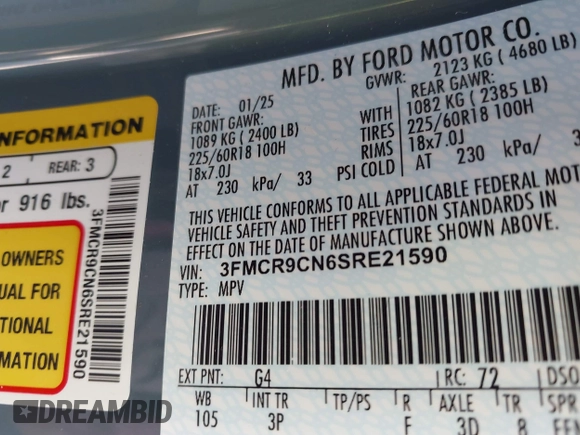 NFORMATION
2 REAR: 3
r 916 lbs.
OWNERS
UAL FOR
TIONAL
RMATION
3FMCR9CN6SRE21590
MFD. BY FORD MOTOR CO.
DATE: 01/25 GVWR: 2123 KG ( 4680 LB)
FRONT GAWR: REAR GAWR:
1089 KG ( 2400 LB) WITH 1082 KG ( 2385 LB)
225/60R18 100H TIRES 225/60R18 100H
18x7.0J RIMS 18x7.0J
AT 230 kPa/ 33 PSI COLD AT 230 kPa/
THIS VEHICLE CONFORMS TO ALL APPLICABLE FEDERAL MOT
VEHICLE SAFETY AND THEFT PREVENTION STANDARDS IN
EFFECT ON THE DATE OF MANUFACTURE SHOWN ABOVE.
VIN: 3FMCR9CN6SRE21590
TYPE: MPV
EXT PNT: G4 RC: 72 DSO
WB INT TR TP/PS R AXLE TR SPR
105 3P F 3D 8
DREAMBID